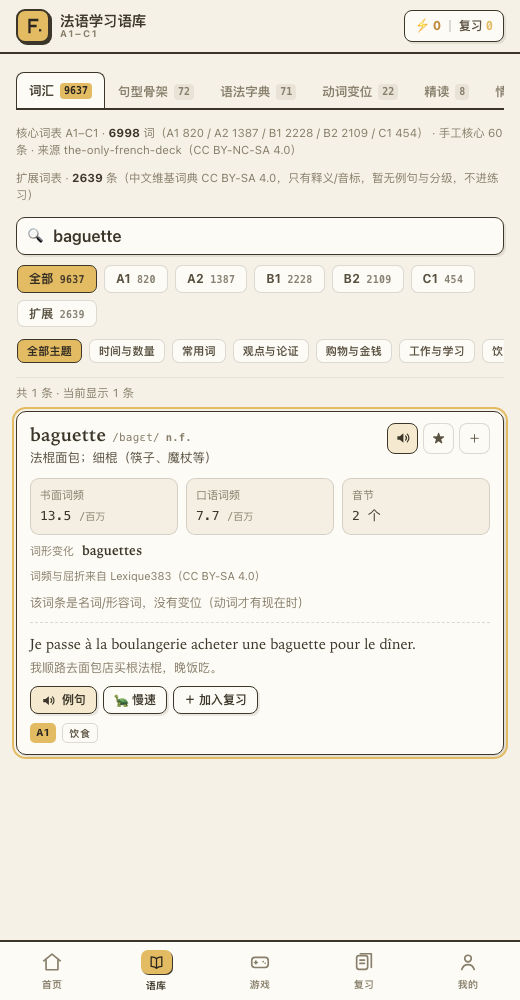 F.
法语学习语库
A1–C1
⚡ 0 | 复习 0
词汇 9637
句型骨架 72
语法字典 71
动词变位 22
精读 8
核心词表 A1–C1 · 6998 词（A1 820 / A2 1387 / B1 2228 / B2 2109 / C1 454） · 手工核心 60
条 · 来源 the-only-french-deck（CC BY-NC-SA 4.0）
扩展词表 · 2639 条（中文维基词典 CC BY-SA 4.0，只有释义/音标，暂无例句与分级，不进练
习）
🔍 baguette
全部 9637
A1 820
A2 1387
B1 2228
B2 2109
C1 454
扩展 2639
全部主题
时间与数量
常用词
观点与论证
购物与金钱
工作与学习
饮
共 1 条 · 当前显示 1 条
baguette /baɡɛt/ n.f.
法棍面包；细棍（筷子、魔杖等）
书面词频
13.5 /百万
口语词频
7.7 /百万
音节
2 个
词形变化 baguettes
词频与屈折来自 Lexique383（CC BY-SA 4.0）
该词条是名词/形容词，没有变位（动词才有现在时）
Je passe à la boulangerie acheter une baguette pour le dîner.
我顺路去面包店买根法棍，晚饭吃。
🔊 例句
🐢 慢速
+ 加入复习
A1
饮食
首页
语库
游戏
复习
我的